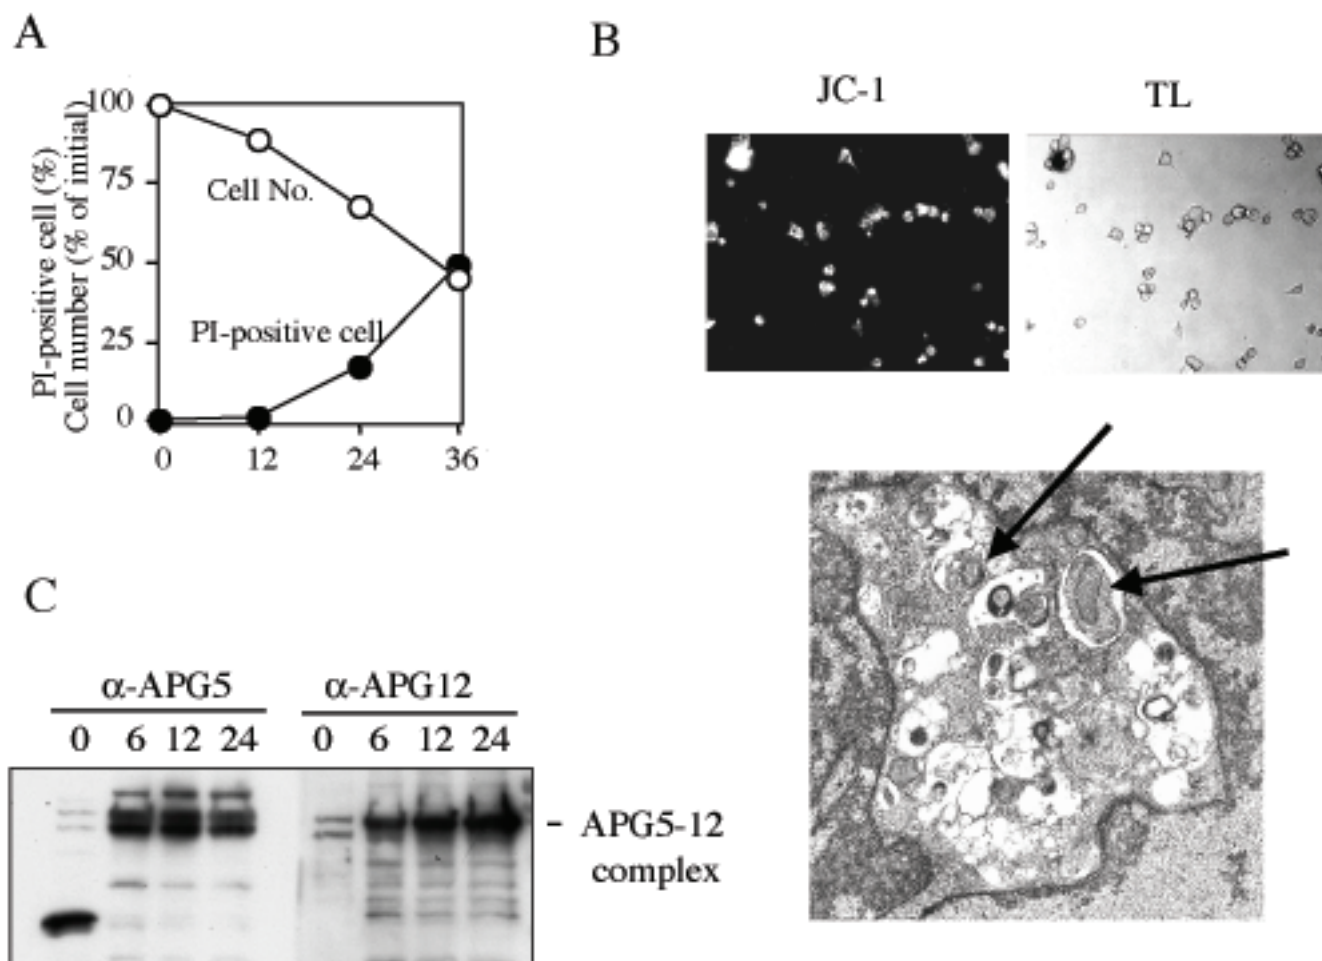 A
PI-positive cell (%)
Cell number (% of initial)
100
75
50
25
0
Cell No.
PI-positive cell
0 12 24 36
B
JC-1 TL
C
α-APG5 α-APG12
0 6 12 24 0 6 12 24
APG5-12
complex